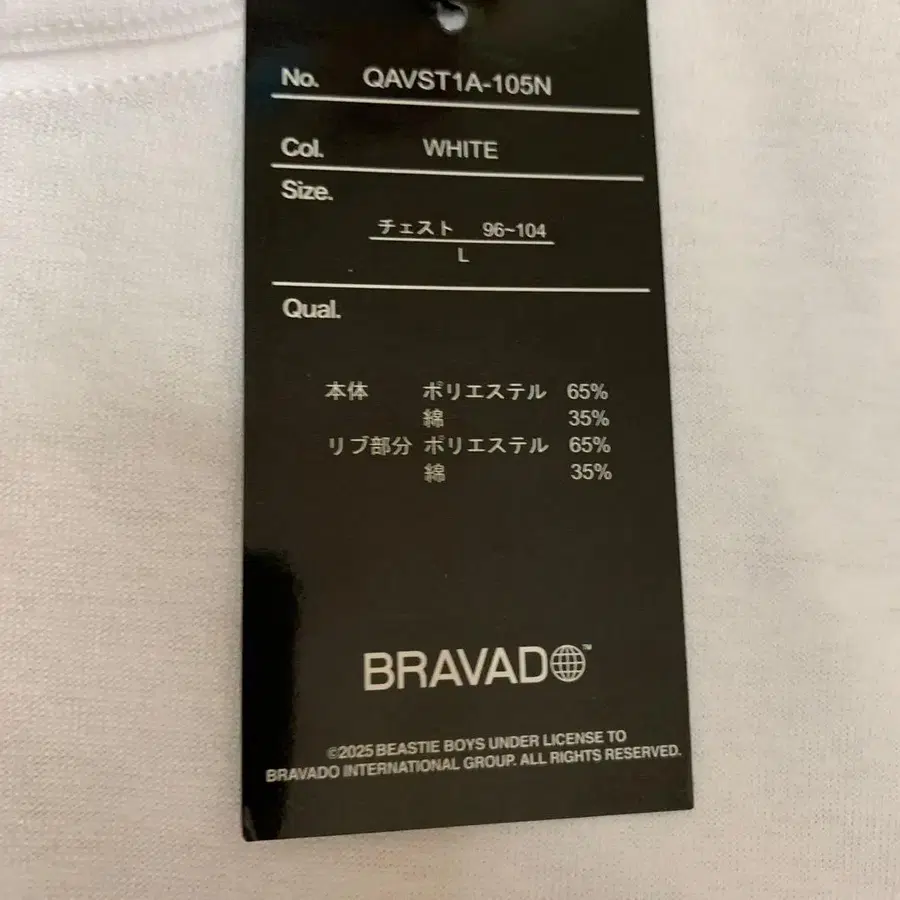 No. QAVST1A-105N
Col. WHITE
Size.
チェスト 96~104
L
Qual.
本体 ポリエステル 65%
綿 35%
リブ部分 ポリエステル 65%
綿 35%
BRAVADO™
©2025 BEASTIE BOYS UNDER LICENSE TO
BRAVADO INTERNATIONAL GROUP. ALL RIGHTS RESERVED.